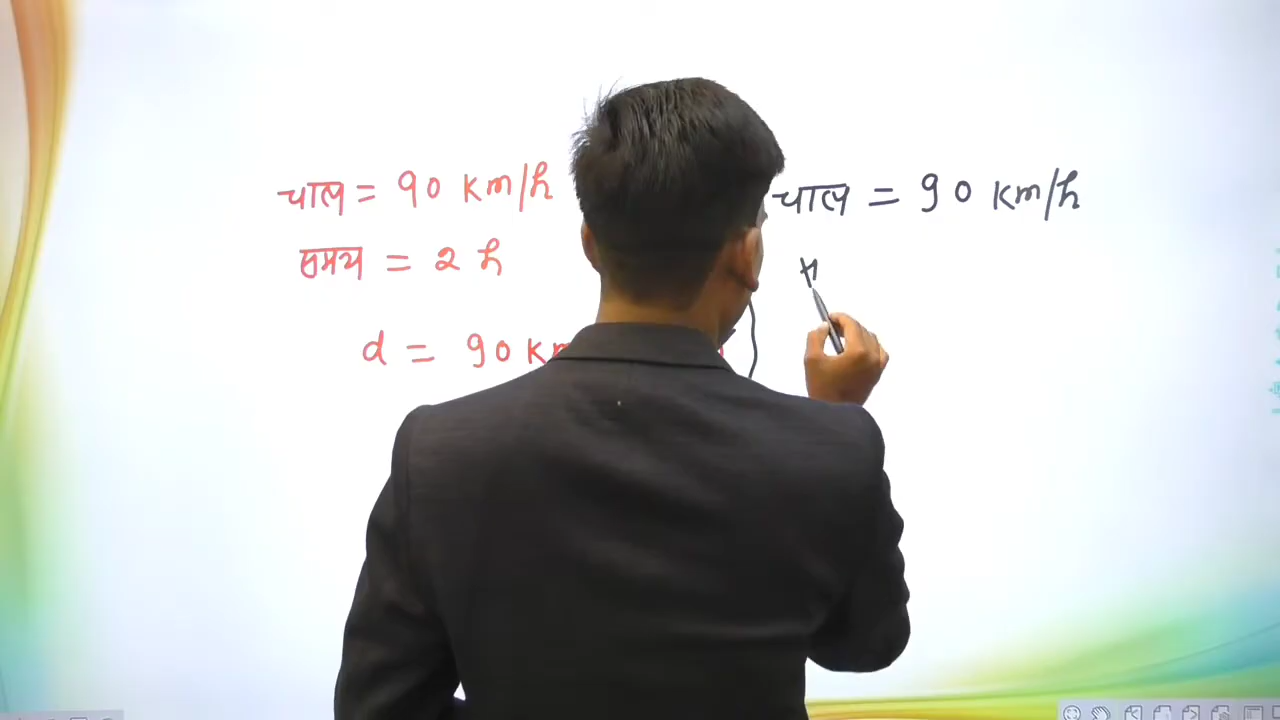 चाल = 90 km/h
समय = 2 h
d = 90 km
चाल = 90 km/h